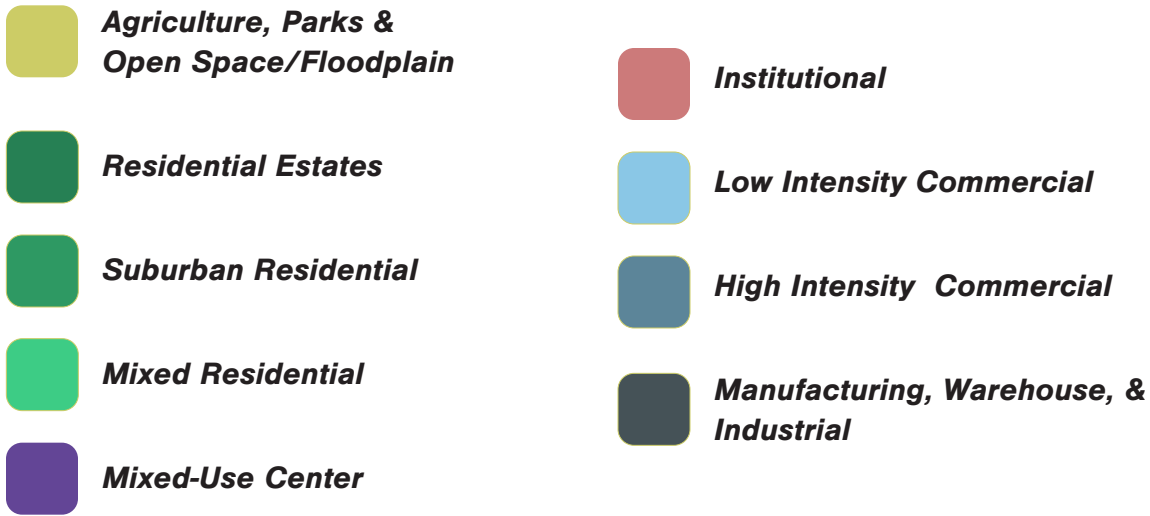 Agriculture, Parks &
Open Space/Floodplain
Residential Estates
Suburban Residential
Mixed Residential
Mixed-Use Center
Institutional
Low Intensity Commercial
High Intensity  Commercial
Manufacturing, Warehouse, &
Industrial